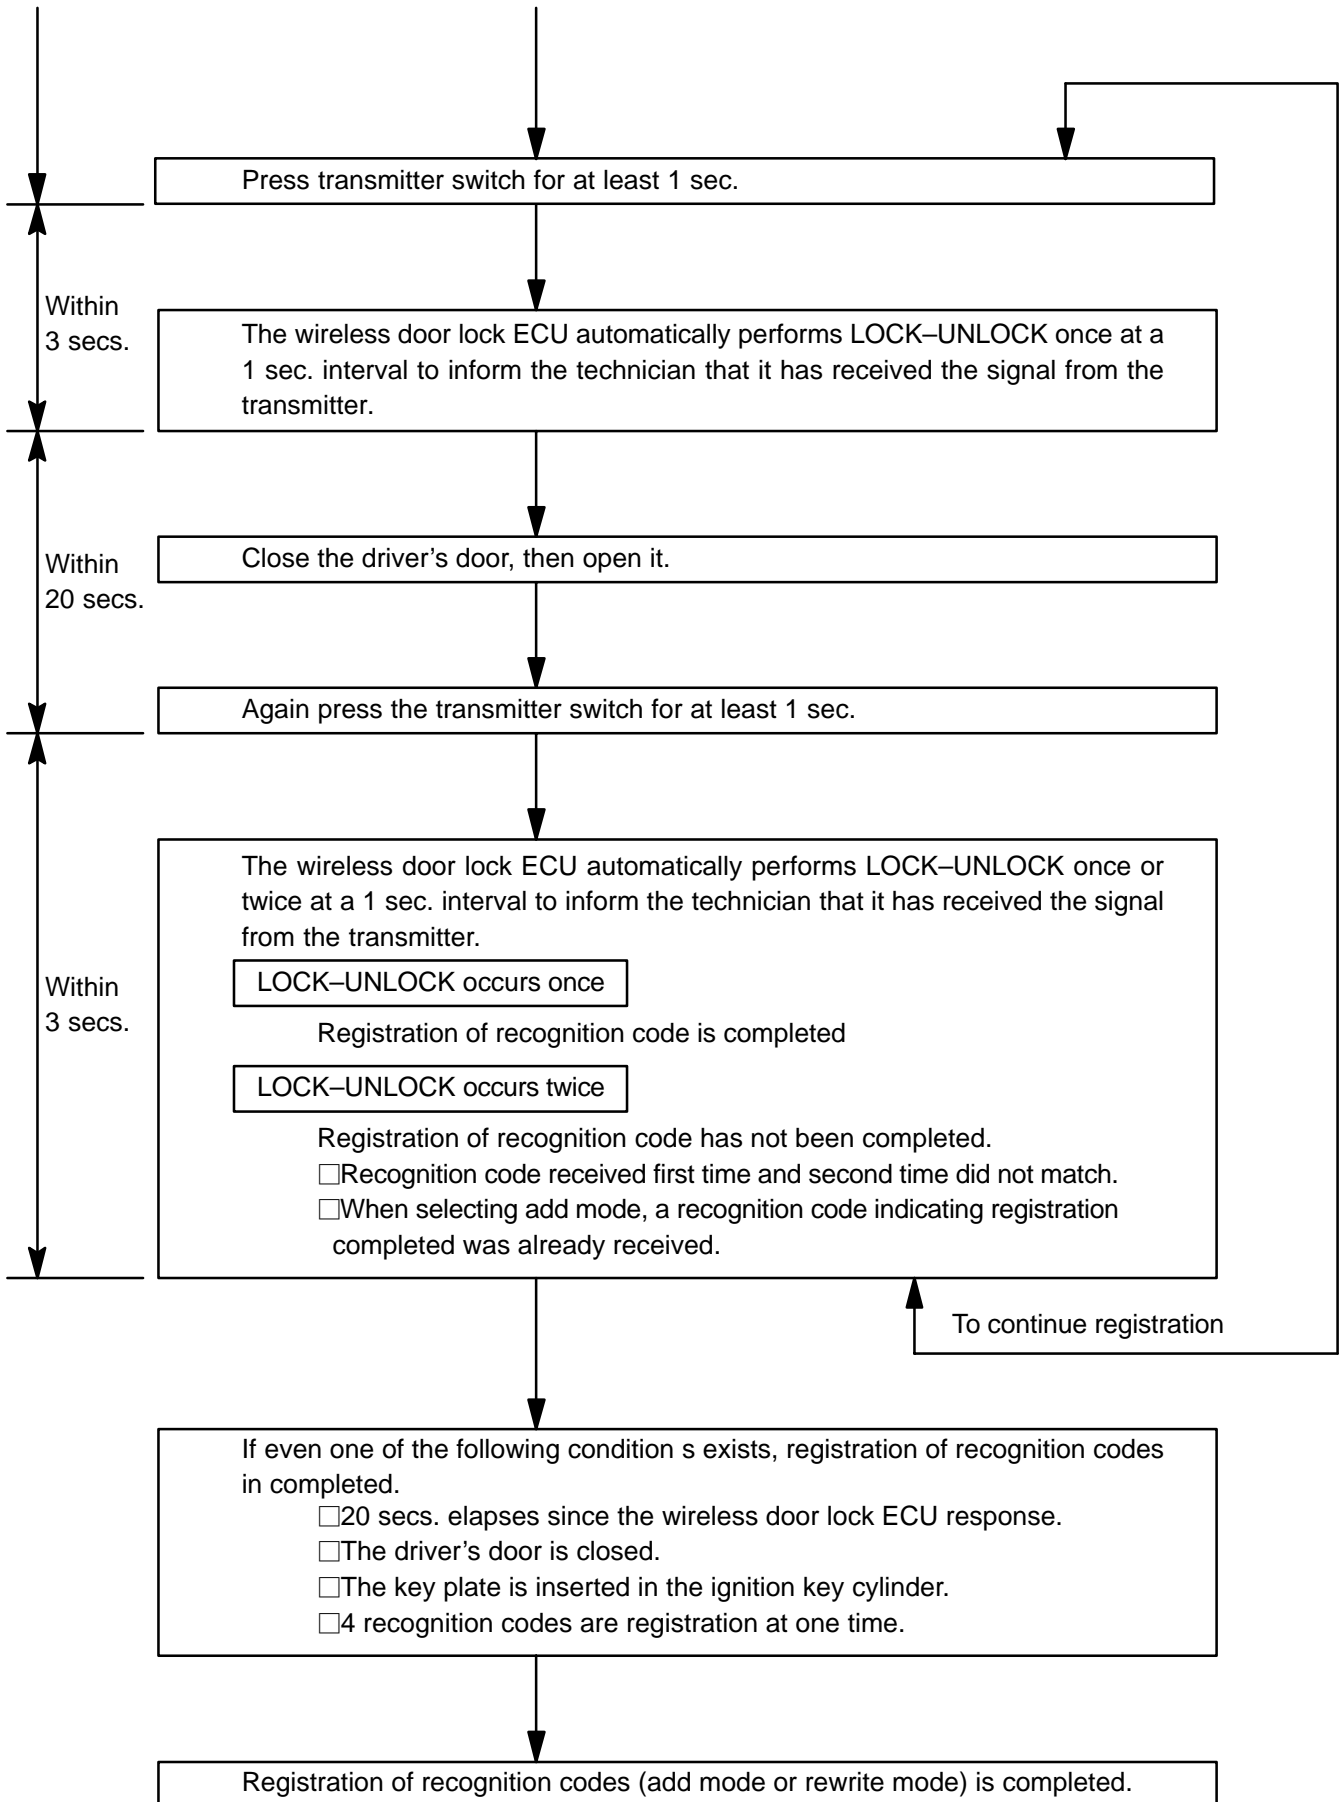 Press transmitter switch for at least 1 sec.
Within
3 secs.
The wireless door lock ECU automatically performs LOCK–UNLOCK once at a
1 sec. interval to inform the technician that it has received the signal from the
transmitter.
Within
20 secs.
Close the driver’s door, then open it.
Again press the transmitter switch for at least 1 sec.
Within
3 secs.
The wireless door lock ECU automatically performs LOCK–UNLOCK once or
twice at a 1 sec. interval to inform the technician that it has received the signal
from the transmitter.
LOCK–UNLOCK occurs once
Registration of recognition code is completed
LOCK–UNLOCK occurs twice
Registration of recognition code has not been completed.
□Recognition code received first time and second time did not match.
□When selecting add mode, a recognition code indicating registration
completed was already received.
To continue registration
If even one of the following condition s exists, registration of recognition codes
in completed.
□20 secs. elapses since the wireless door lock ECU response.
□The driver’s door is closed.
□The key plate is inserted in the ignition key cylinder.
□4 recognition codes are registration at one time.
Registration of recognition codes (add mode or rewrite mode) is completed.